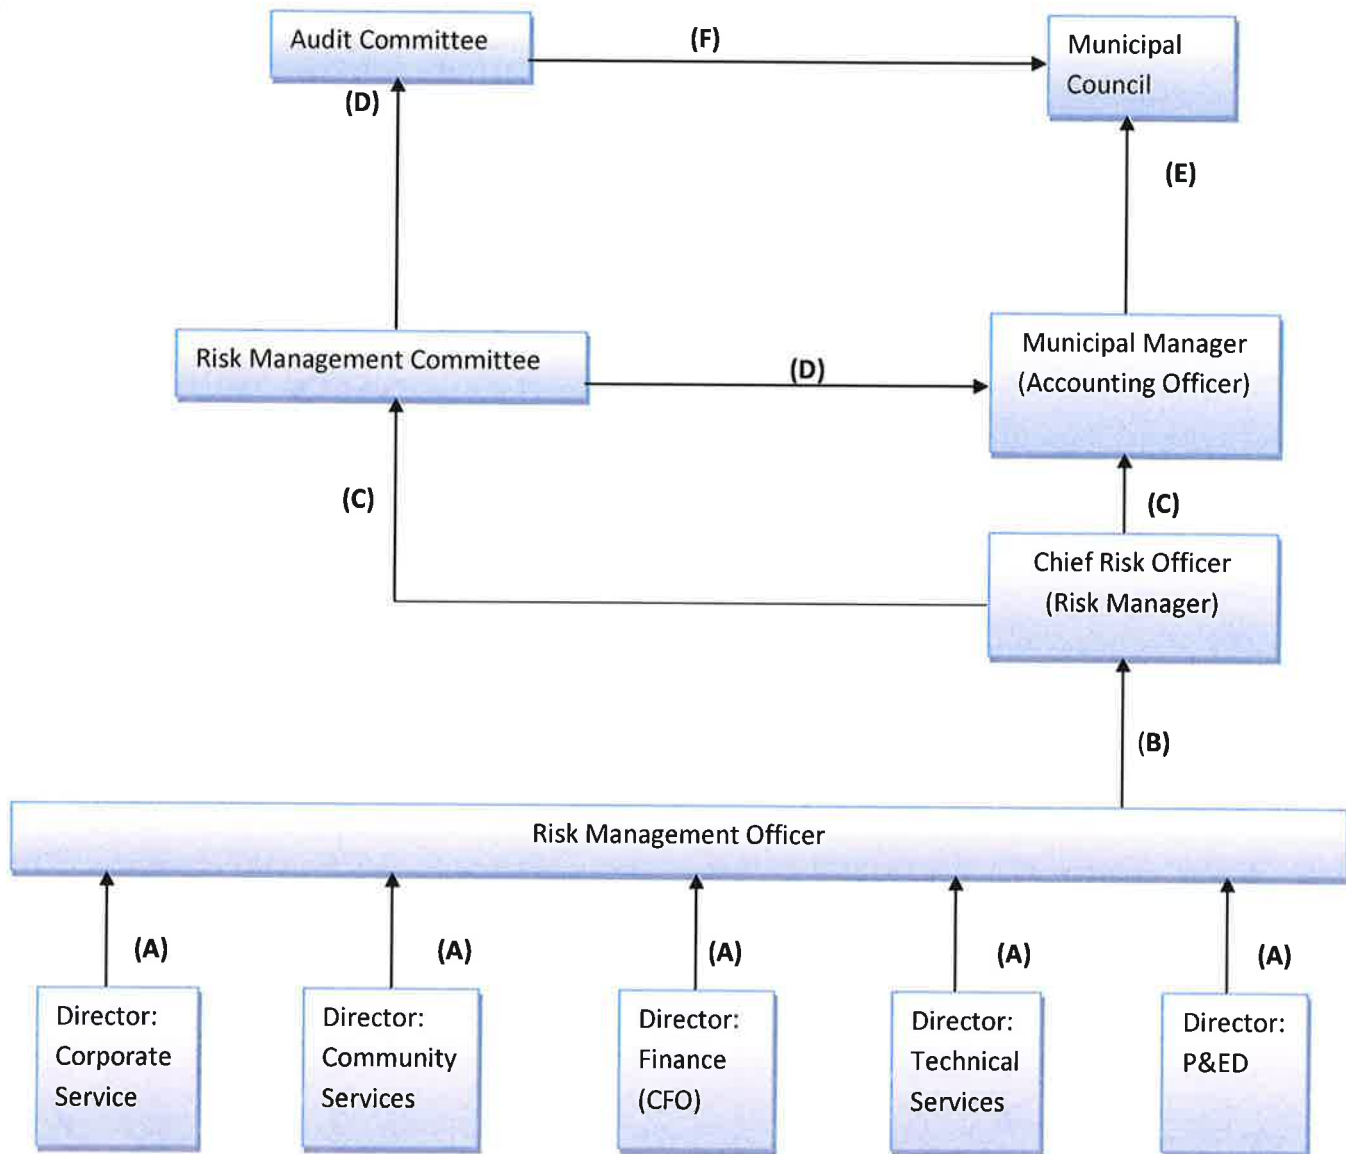 Audit Committee
(F)
Municipal
Council
(D)
(E)
Risk Management Committee
(D)
Municipal Manager
(Accounting Officer)
(C)
(C)
Chief Risk Officer
(Risk Manager)
(B)
Risk Management Officer
(A)
(A)
(A)
(A)
(A)
Director:
Corporate
Service
Director:
Community
Services
Director:
Finance
(CFO)
Director:
Technical
Services
Director:
P&ED